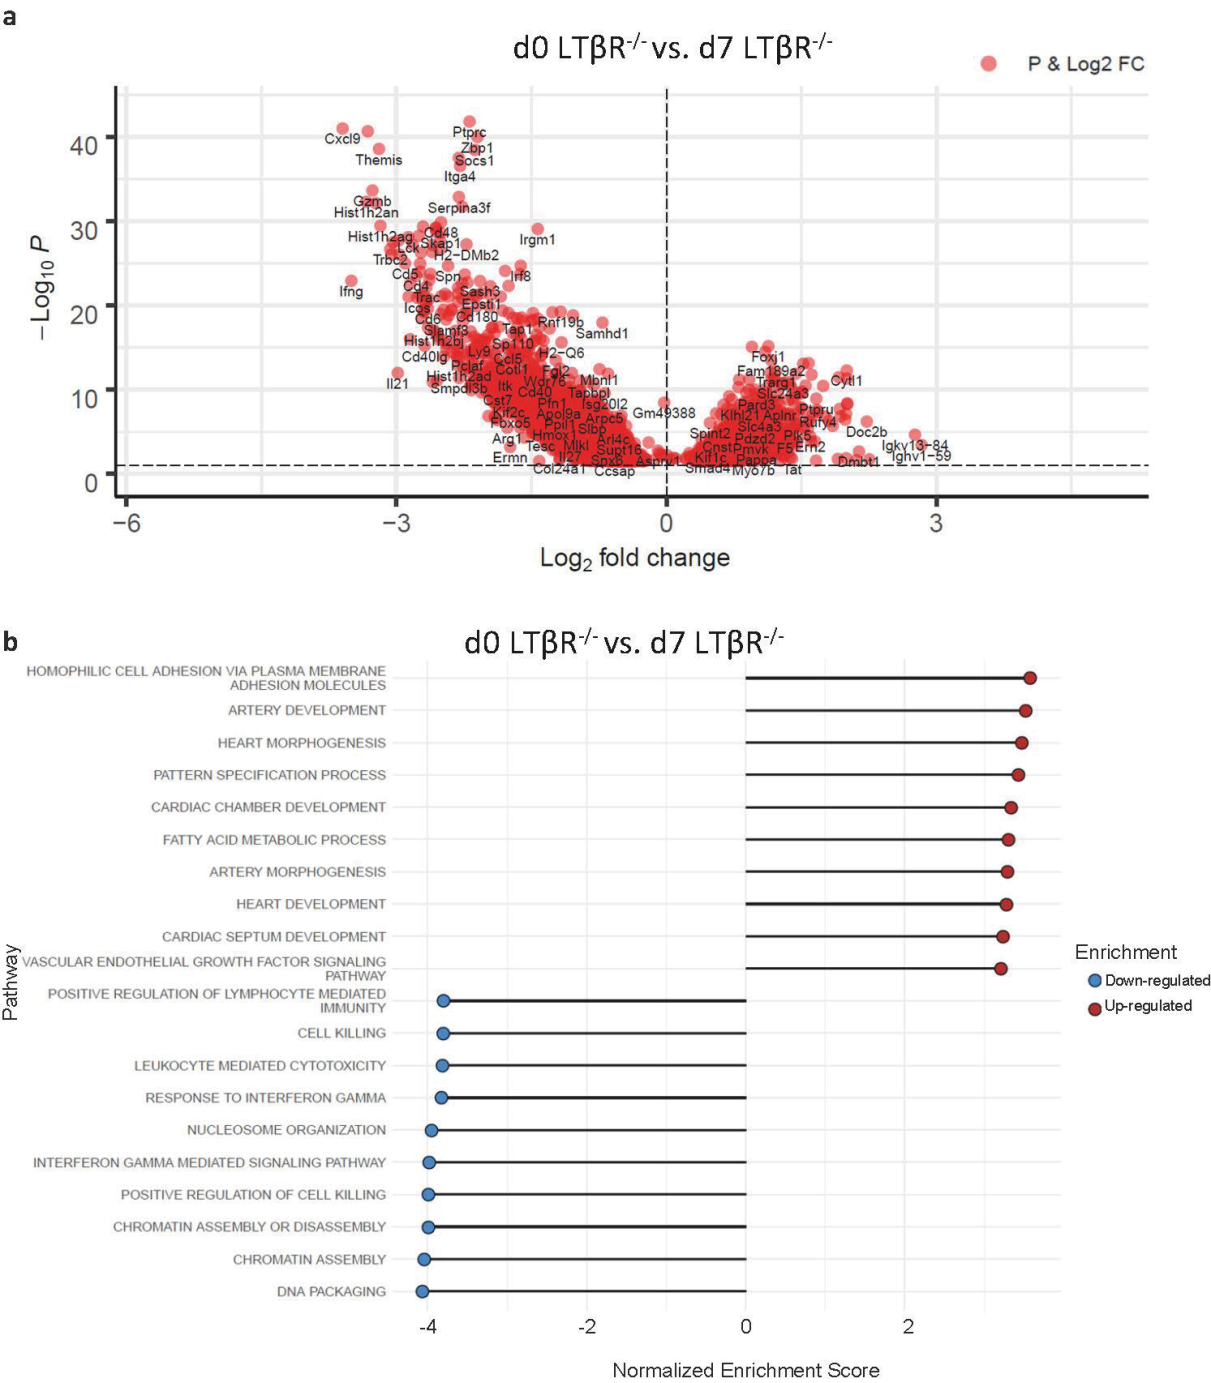 a
d0 LTβR-/- vs. d7 LTβR-/-
P & Log2 FC
−Log10 P
40
30
20
10
0
Cxcl9
Ptprc
Zbp1
Themis
Socs1
Itga4
Gzmb
Serpina3f
Hist1h2an
Cd48
Hist1h2ag
Skap1
Irgm1
Lck
H2−DMb2
Trbc2
Cd5
Spn
Irf8
Cd4
Ifng
Sash3
Trac
Epsti1
Icos
Cd6
Cd180
Rnf19b
Slamf3
Tap1
Samhd1
Hist1h2bj
Sp110
Ly9
H2−Q6
Cd40lg
Ccl5
Foxj1
Pclaf
Cotl1
Fgl2
Fam189a2
Hist1h2ad
Il21
Itk
Wdr76
Mbnl1
Trarg1
Cytl1
Smpdl3b
Cd40
Tapbpl
Slc24a3
Cst7
Pfn1
Isg20l2
Pard3
Ptpru
Kif2c
Apol9a
Arpc5
Gm49388
Klhl21
Aplnr
Fbxo5
Ppil1
Slbp
Slc4a3
Rufy4
Arg1
Hmox1
Arl4c
Spint2
Pdzd2
Plk5
Doc2b
Tesc
Mlkl
Supt16
Cnst
Pmvk
F5
Ern2
Igkv13−84
Ermn
Il27
Spx6
Asprv1
Kif1c
Pappa
Dmbt1
Ighv1−59
Col24a1
Ccsap
Smad4
Myo7b
Tat
−6
−3
0
3
Log2 fold change
b
d0 LTβR-/- vs. d7 LTβR-/-
HOMOPHILIC CELL ADHESION VIA PLASMA MEMBRANE
ADHESION MOLECULES
ARTERY DEVELOPMENT
HEART MORPHOGENESIS
PATTERN SPECIFICATION PROCESS
CARDIAC CHAMBER DEVELOPMENT
FATTY ACID METABOLIC PROCESS
ARTERY MORPHOGENESIS
HEART DEVELOPMENT
CARDIAC SEPTUM DEVELOPMENT
VASCULAR ENDOTHELIAL GROWTH FACTOR SIGNALING
PATHWAY
POSITIVE REGULATION OF LYMPHOCYTE MEDIATED
IMMUNITY
CELL KILLING
LEUKOCYTE MEDIATED CYTOTOXICITY
RESPONSE TO INTERFERON GAMMA
NUCLEOSOME ORGANIZATION
INTERFERON GAMMA MEDIATED SIGNALING PATHWAY
POSITIVE REGULATION OF CELL KILLING
CHROMATIN ASSEMBLY OR DISASSEMBLY
CHROMATIN ASSEMBLY
DNA PACKAGING
Pathway
Enrichment
Down-regulated
Up-regulated
-4
-2
0
2
Normalized Enrichment Score